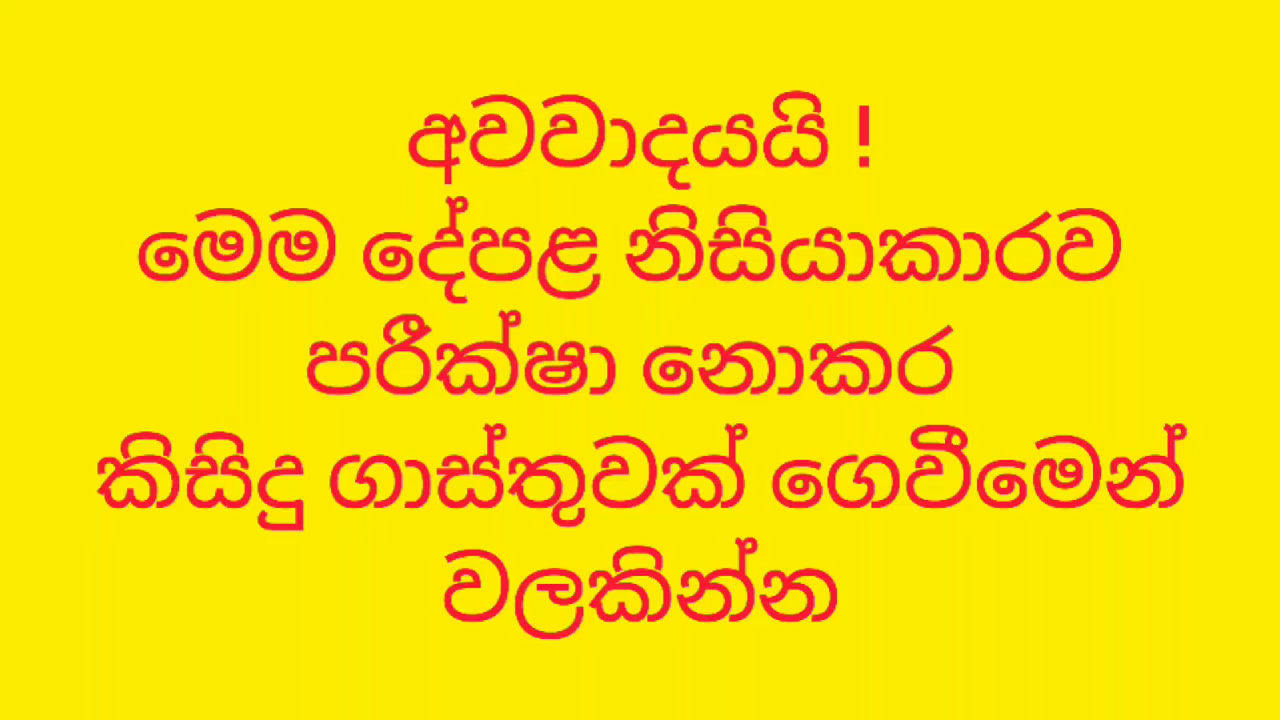 අවවාදයයි !
මෙම දේපළ නිසියාකාරව
පරීක්ෂා නොකර
කිසිදු ගාස්තුවක් ගෙවීමෙන්
වලකින්න